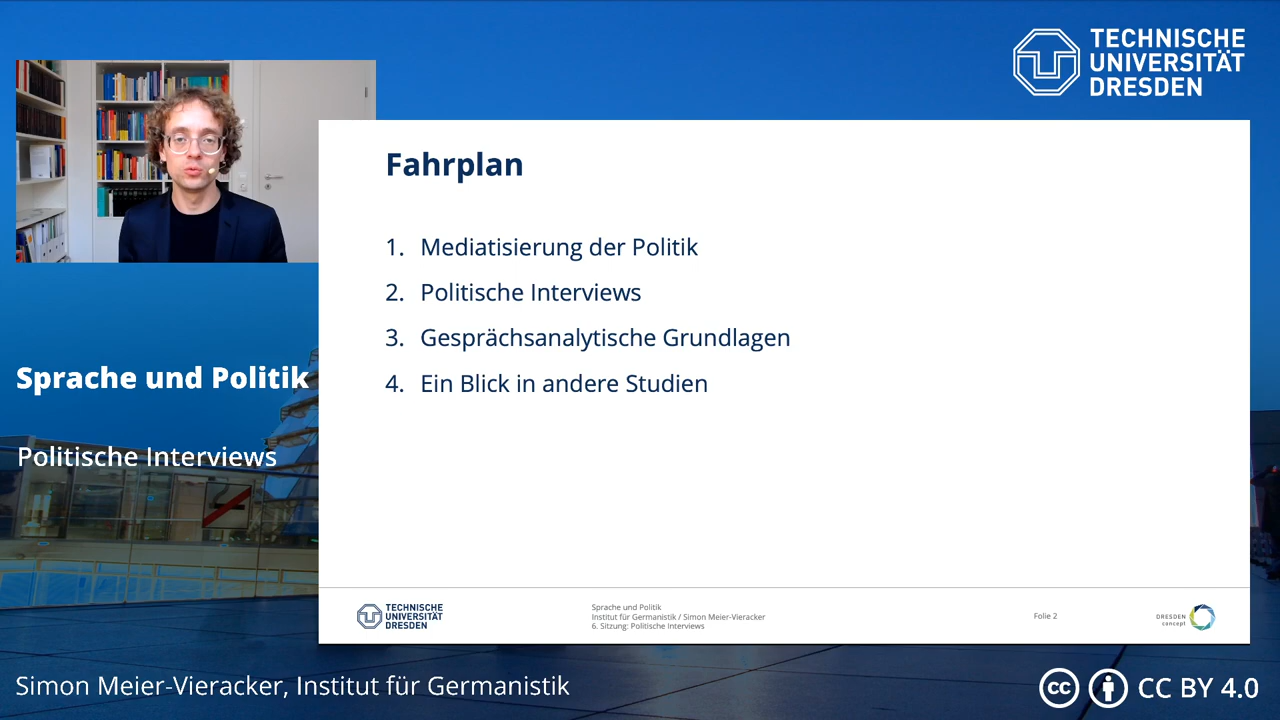 TECHNISCHE
UNIVERSITÄT
DRESDEN
Fahrplan
1. Mediatisierung der Politik
2. Politische Interviews
3. Gesprächsanalytische Grundlagen
4. Ein Blick in andere Studien
Sprache und Politik
Politische Interviews
TECHNISCHE
UNIVERSITÄT
DRESDEN
Sprache und Politik
Institut für Germanistik / Simon Meier-Vieracker
6. Sitzung: Politische Interviews
Folie 2
DRESDEN
concept
Simon Meier-Vieracker, Institut für Germanistik
cc CC BY 4.0